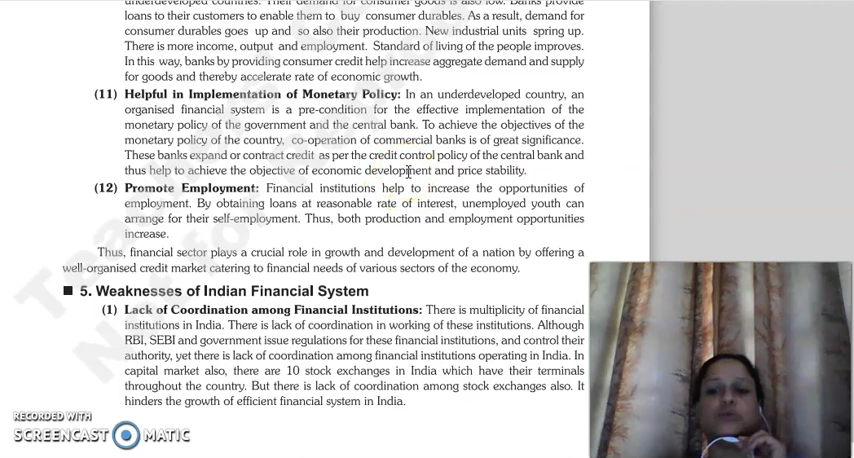 underdeveloped countries. Their demand for consumer goods is also low. Banks provide
loans to their customers to enable them to buy consumer durables. As a result, demand for
consumer durables goes up and so also their production. New industrial units spring up.
There is more income, output and employment. Standard of living of the people improves.
In this way, banks by providing consumer credit help increase aggregate demand and supply
for goods and thereby accelerate rate of economic growth.
(11) Helpful in Implementation of Monetary Policy: In an underdeveloped country, an
organised financial system is a pre-condition for the effective implementation of the
monetary policy of the government and the central bank. To achieve the objectives of the
monetary policy of the country, co-operation of commercial banks is of great significance.
These banks expand or contract credit as per the credit control policy of the central bank and
thus help to achieve the objective of economic development and price stability.
(12) Promote Employment: Financial institutions help to increase the opportunities of
employment. By obtaining loans at reasonable rate of interest, unemployed youth can
arrange for their self-employment. Thus, both production and employment opportunities
increase.
Thus, financial sector plays a crucial role in growth and development of a nation by offering a
well-organised credit market catering to financial needs of various sectors of the economy.
■ 5. Weaknesses of Indian Financial System
(1) Lack of Coordination among Financial Institutions: There is multiplicity of financial
institutions in India. There is lack of coordination in working of these institutions. Although
RBI, SEBI and government issue regulations for these financial institutions, and control their
authority, yet there is lack of coordination among financial institutions operating in India. In
capital market also, there are 10 stock exchanges in India which have their terminals
throughout the country. But there is lack of coordination among stock exchanges also. It
hinders the growth of efficient financial system in India.
RECORDED WITH
SCREENCAST MATIC